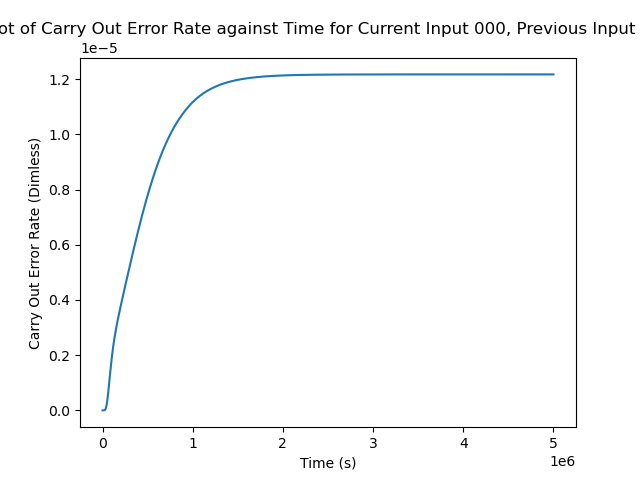 ot of Carry Out Error Rate against Time for Current Input 000, Previous Input
1e−5
1.2
1.0
0.8
0.6
0.4
0.2
0.0
Carry Out Error Rate (Dimless)
0 1 2 3 4 5
1e6
Time (s)